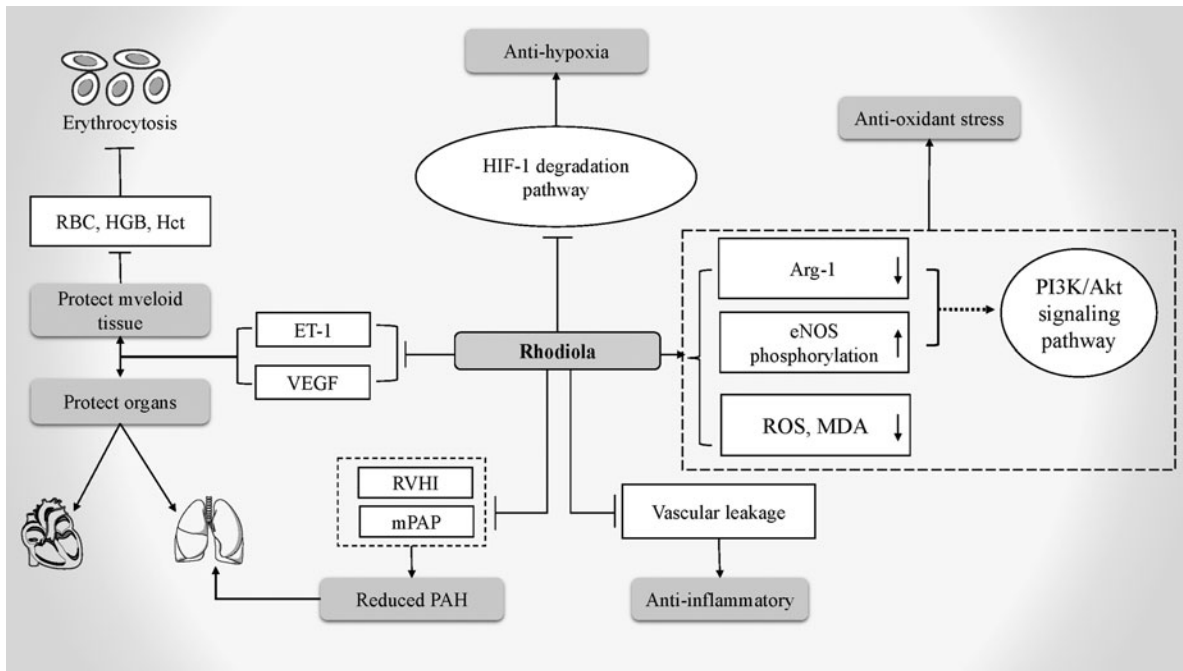 Anti-hypoxia
Erythrocytosis
Anti-oxidant stress
HIF-1 degradation
pathway
RBC, HGB, Hct
Arg-1
PI3K/Akt
signaling
pathway
Protect myeloid
tissue
ET-1
eNOS
phosphorylation
Rhodiola
VEGF
Protect organs
ROS, MDA
RVHI
mPAP
Vascular leakage
Reduced PAH
Anti-inflammatory